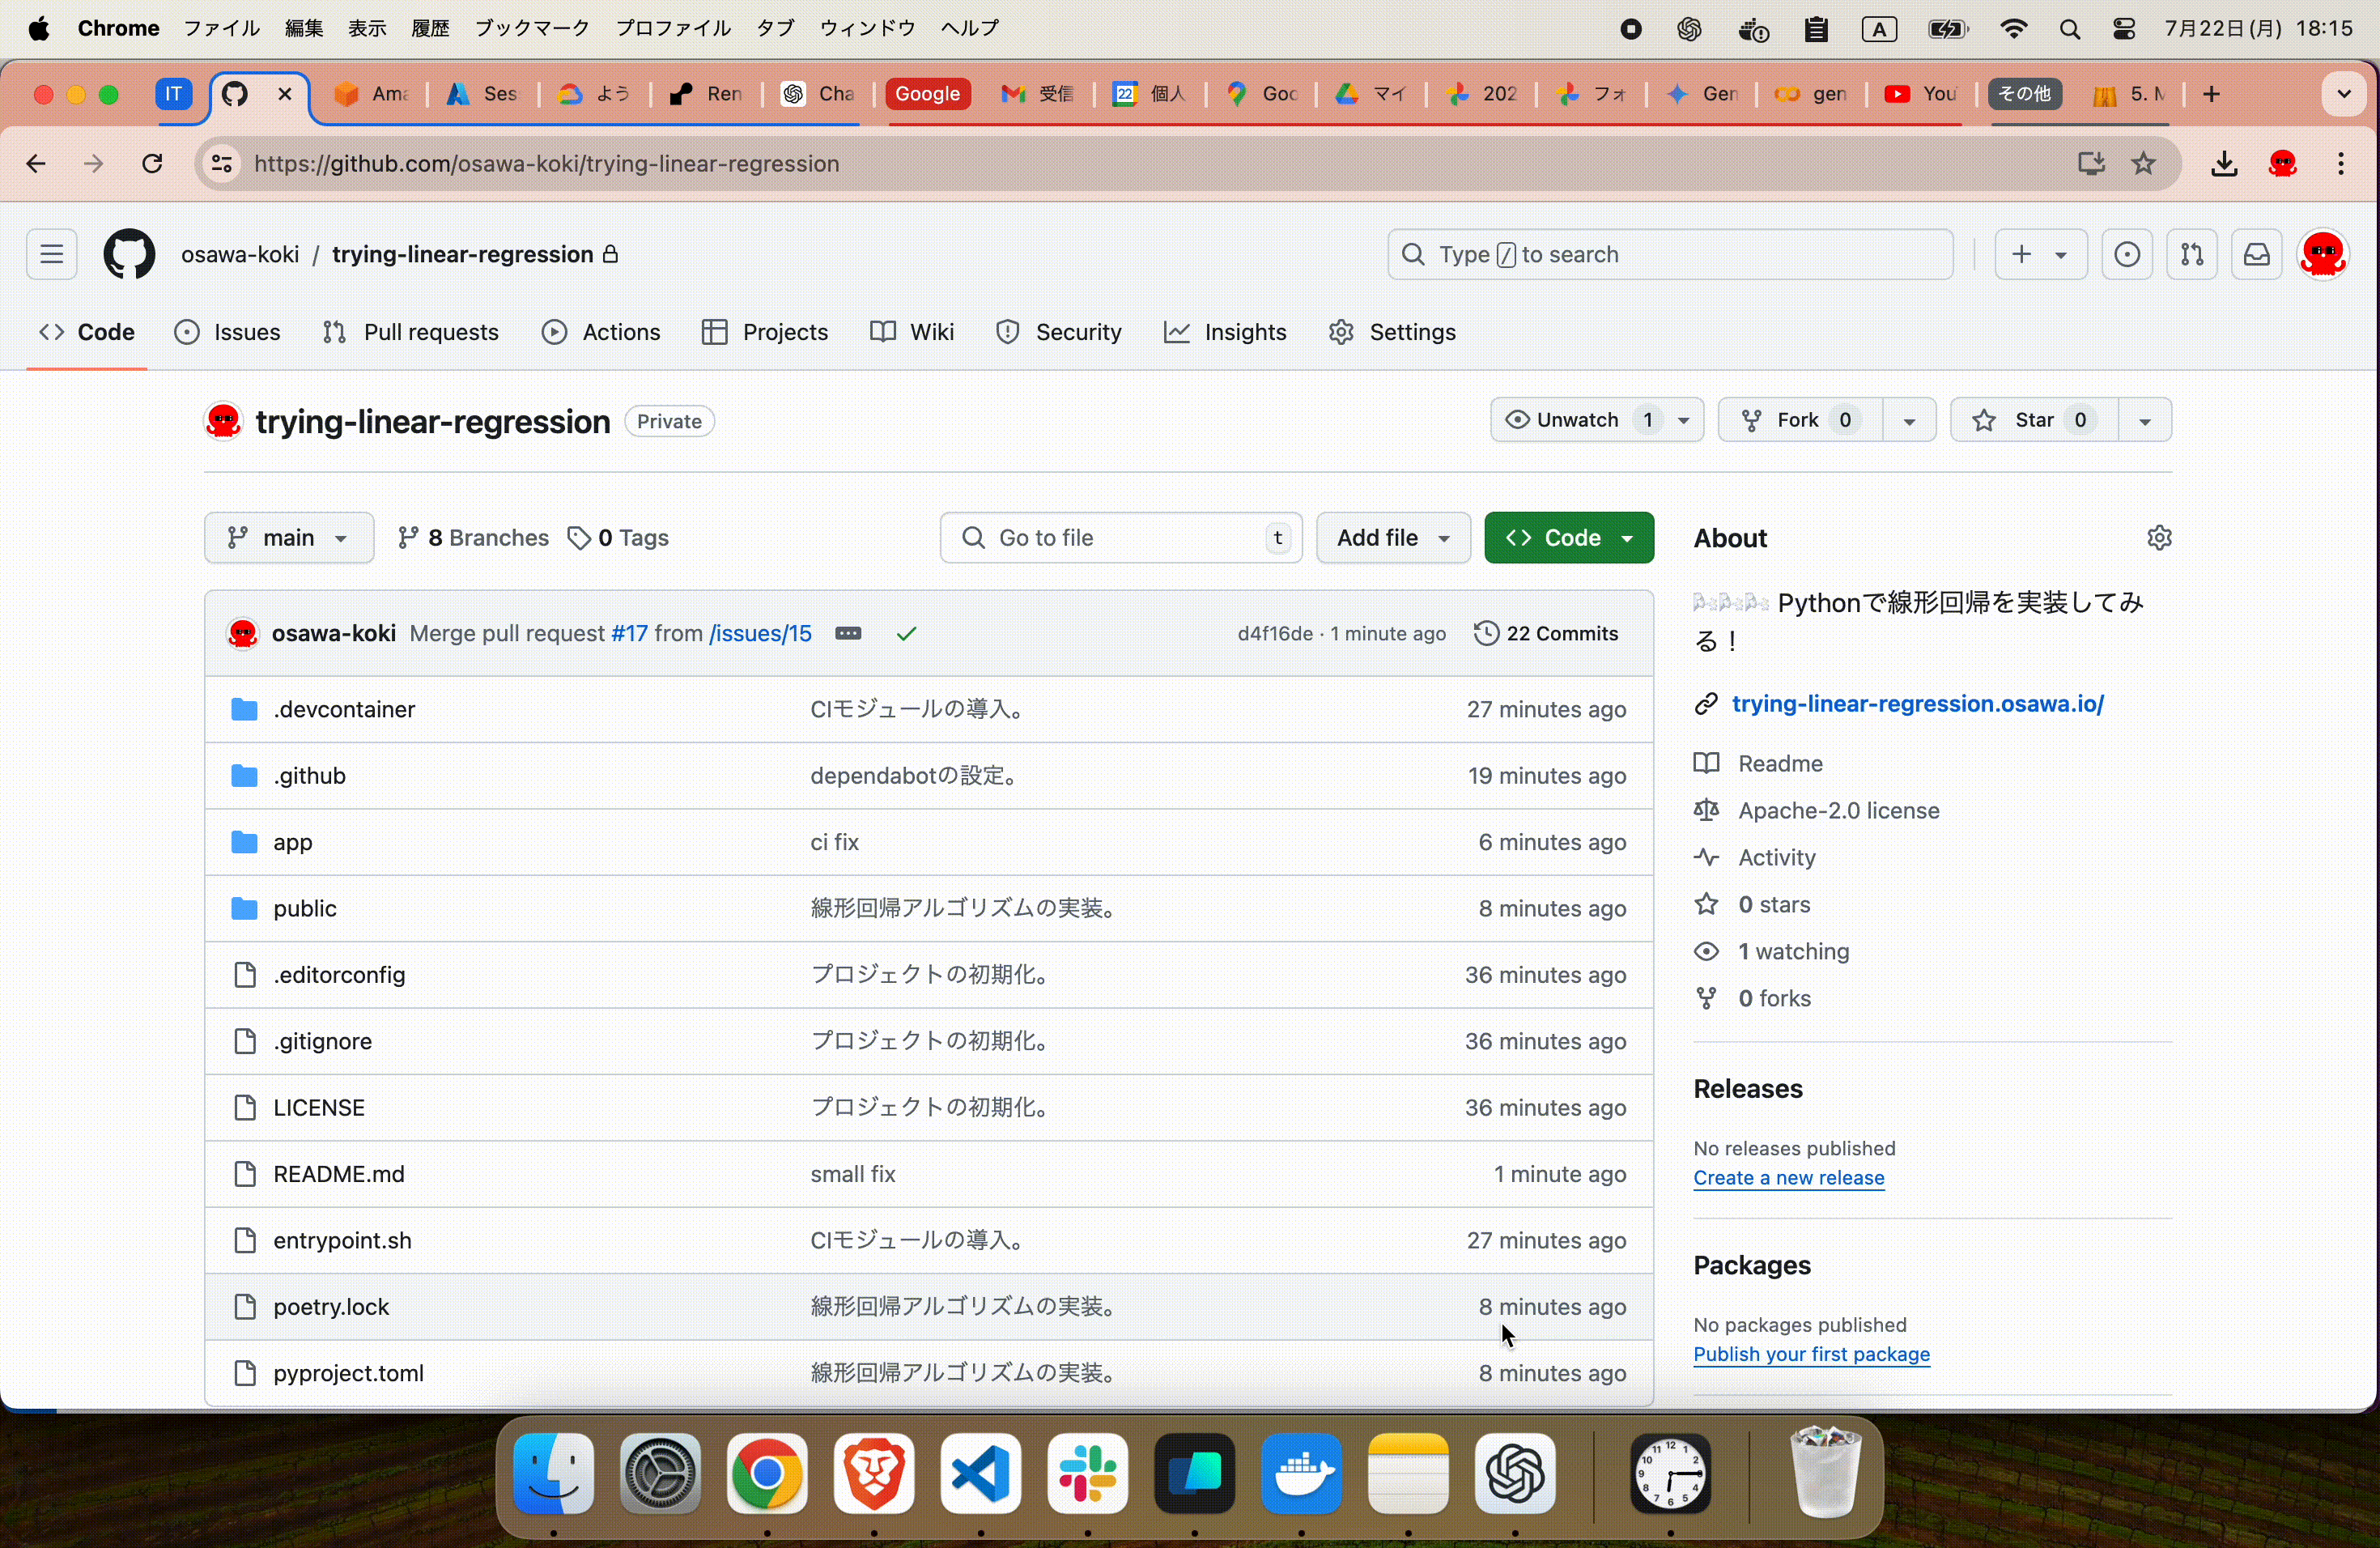 Chrome ファイル 編集 表示 履歴 ブックマーク プロファイル タブ ウィンドウ ヘルプ A 7月22日(月) 18:15
IT Ama Ses よう Ren Cha Google 受信 22 個人 Goo マイ 202 フォ Gen gen You その他 5. M
https://github.com/osawa-koki/trying-linear-regression
osawa-koki / trying-linear-regression Type / to search
Code Issues Pull requests Actions Projects Wiki Security Insights Settings
trying-linear-regression Private Unwatch 1 Fork 0 Star 0
main 8 Branches 0 Tags Go to file t Add file Code
osawa-koki Merge pull request #17 from /issues/15 d4f16de · 1 minute ago 22 Commits
.devcontainer CIモジュールの導入。 27 minutes ago
.github dependabotの設定。 19 minutes ago
app ci fix 6 minutes ago
public 線形回帰アルゴリズムの実装。 8 minutes ago
.editorconfig プロジェクトの初期化。 36 minutes ago
.gitignore プロジェクトの初期化。 36 minutes ago
LICENSE プロジェクトの初期化。 36 minutes ago
README.md small fix 1 minute ago
entrypoint.sh CIモジュールの導入。 27 minutes ago
poetry.lock 線形回帰アルゴリズムの実装。 8 minutes ago
pyproject.toml 線形回帰アルゴリズムの実装。 8 minutes ago
About
Pythonで線形回帰を実装してみ
る！
trying-linear-regression.osawa.io/
Readme
Apache-2.0 license
Activity
0 stars
1 watching
0 forks
Releases
No releases published
Create a new release
Packages
No packages published
Publish your first package